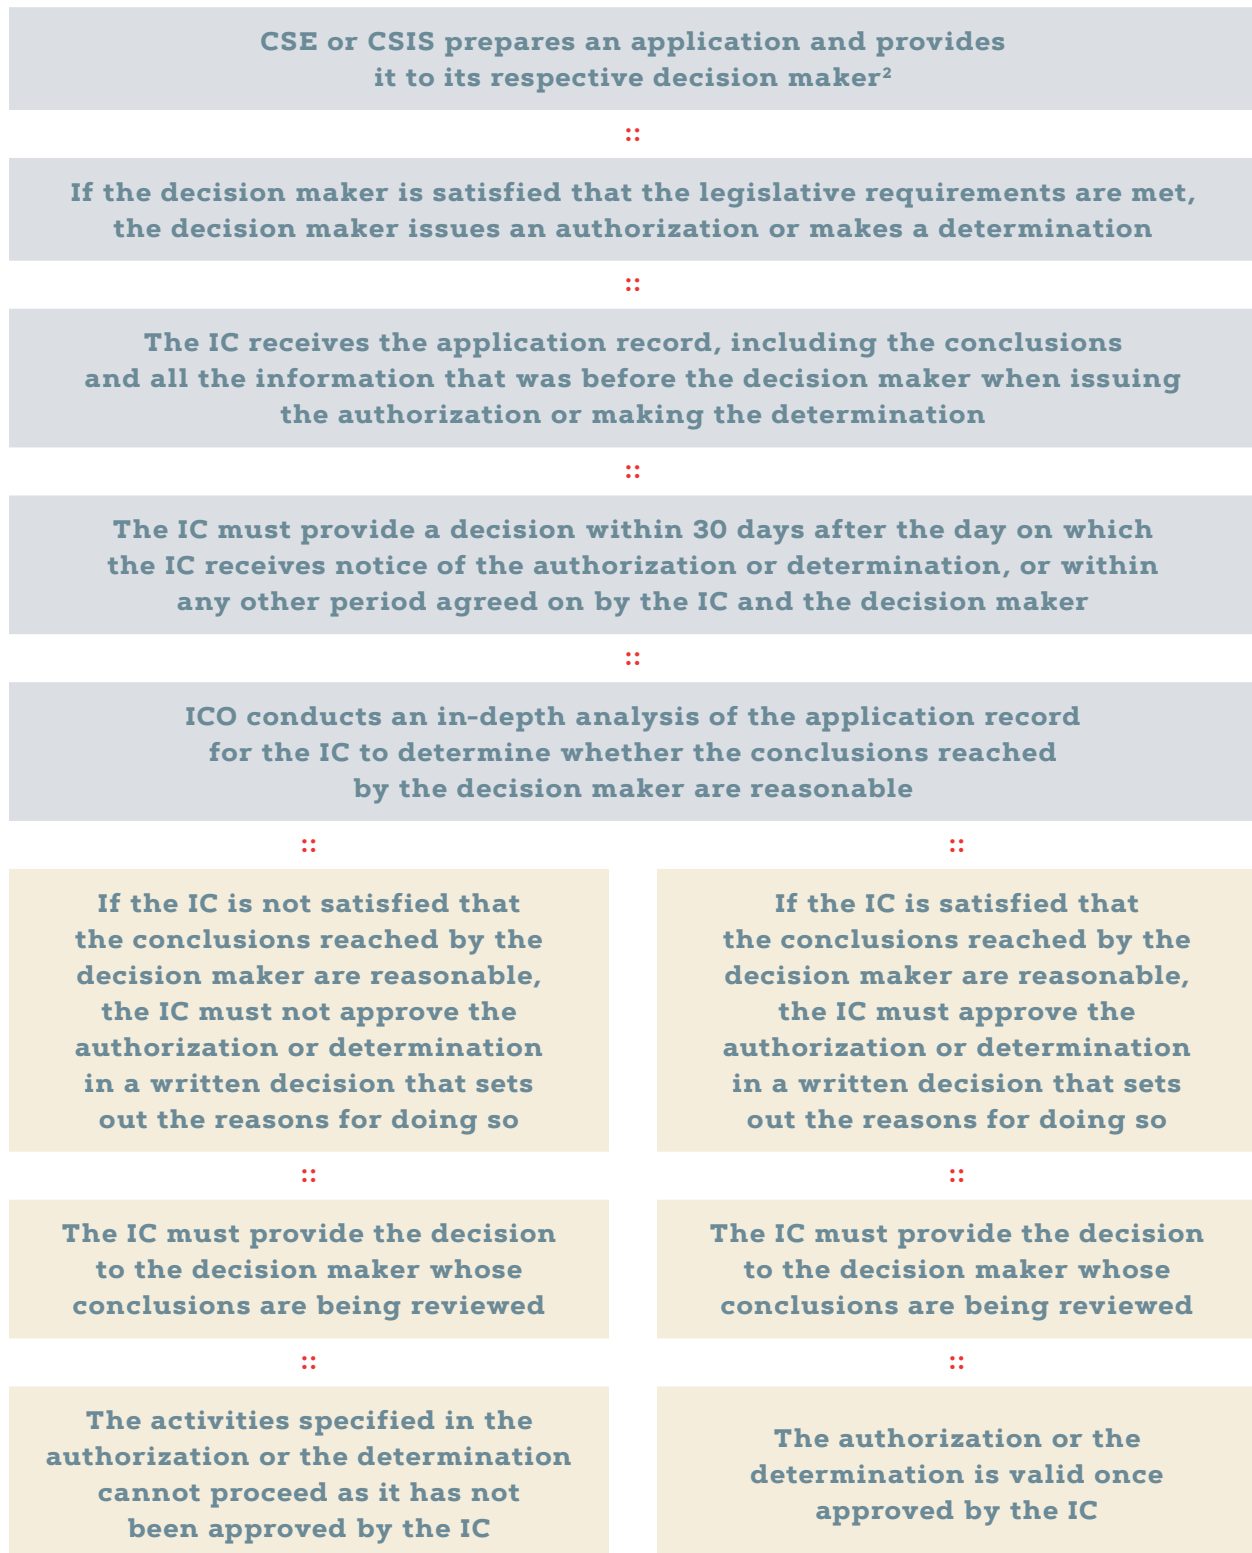 CSE or CSIS prepares an application and provides
it to its respective decision maker²
::
If the decision maker is satisfied that the legislative requirements are met,
the decision maker issues an authorization or makes a determination
::
The IC receives the application record, including the conclusions
and all the information that was before the decision maker when issuing
the authorization or making the determination
::
The IC must provide a decision within 30 days after the day on which
the IC receives notice of the authorization or determination, or within
any other period agreed on by the IC and the decision maker
::
ICO conducts an in-depth analysis of the application record
for the IC to determine whether the conclusions reached
by the decision maker are reasonable
::
If the IC is not satisfied that
the conclusions reached by the
decision maker are reasonable,
the IC must not approve the
authorization or determination
in a written decision that sets
out the reasons for doing so
::
The IC must provide the decision
to the decision maker whose
conclusions are being reviewed
::
The activities specified in the
authorization or the determination
cannot proceed as it has not
been approved by the IC
::
If the IC is satisfied that
the conclusions reached by the
decision maker are reasonable,
the IC must approve the
authorization or determination
in a written decision that sets
out the reasons for doing so
::
The IC must provide the decision
to the decision maker whose
conclusions are being reviewed
::
The authorization or the
determination is valid once
approved by the IC